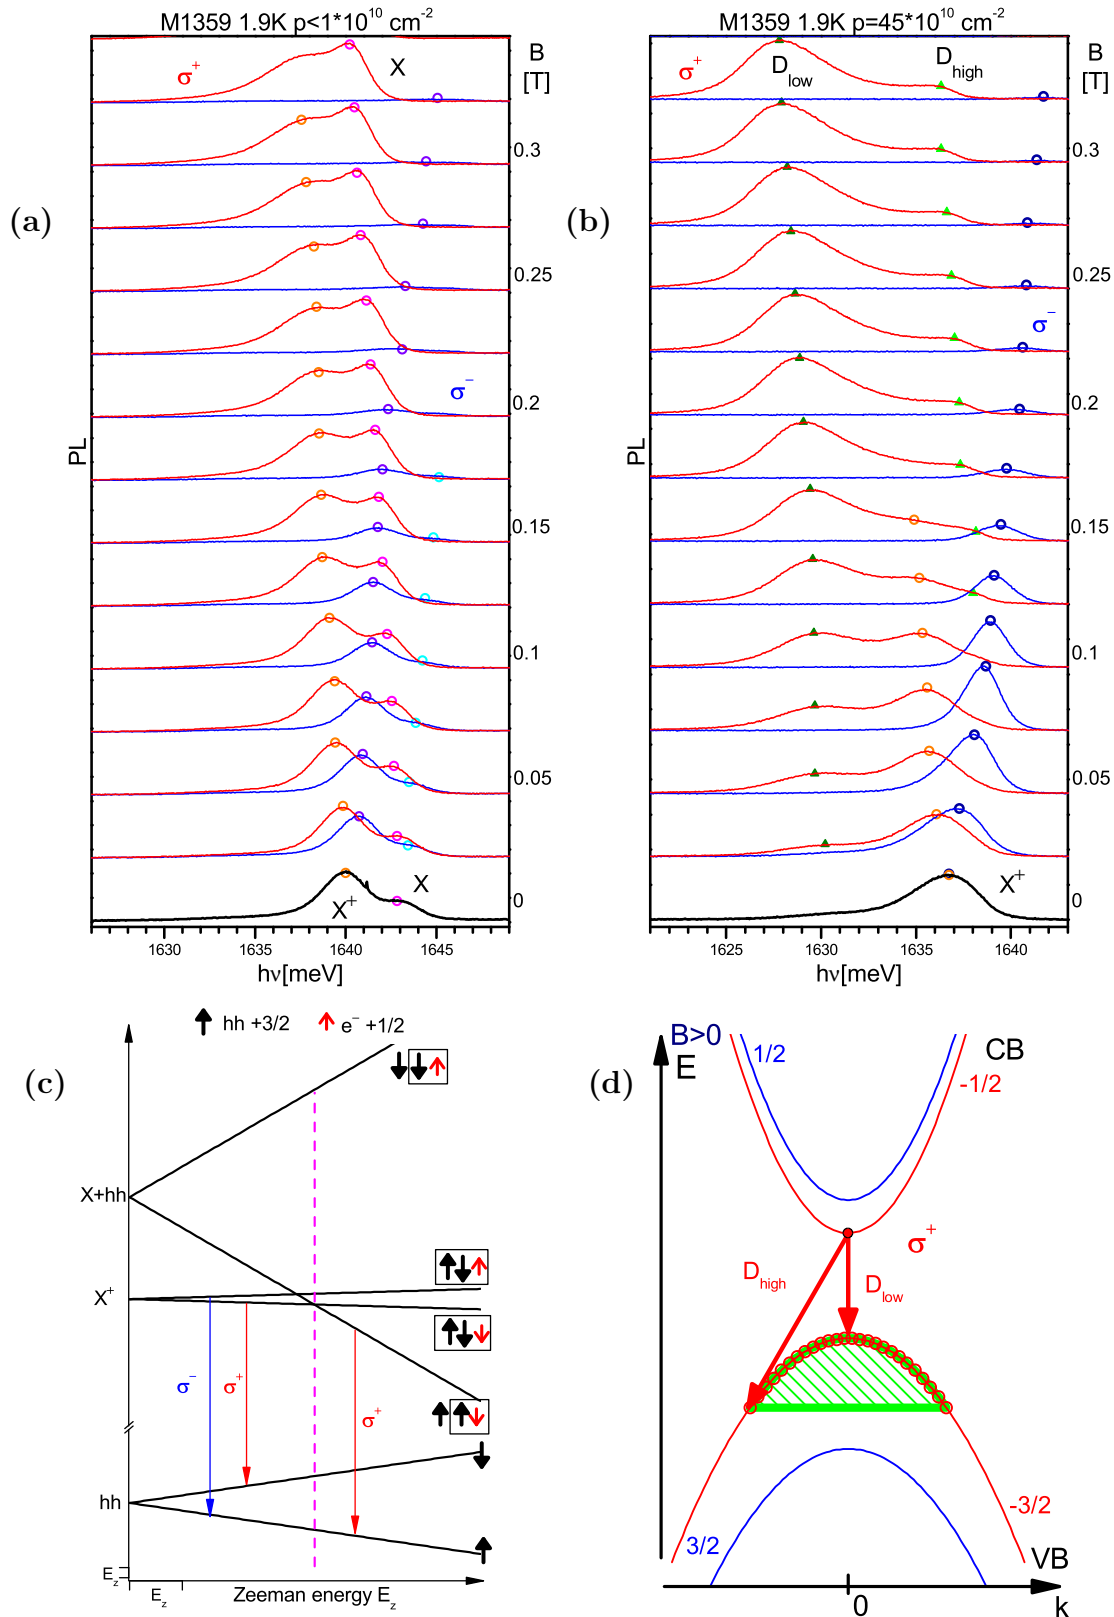 M1359 1.9K p<1*10¹⁰ cm⁻²
σ⁺
X
B
[T]
(a)
0.3
0.25
σ⁻
0.2
PL
0.15
0.1
0.05
X⁺
X
0
1630
1635
1640
1645
hν[meV]
M1359 1.9K p=45*10¹⁰ cm⁻²
σ⁺
D_low
D_high
B
[T]
(b)
0.3
0.25
σ⁻
0.2
PL
0.15
0.1
0.05
X⁺
0
1625
1630
1635
1640
hν[meV]
hh +3/2
e⁻ +1/2
(c)
X+hh
X⁺
σ⁻
σ⁺
σ⁺
hh
E_z
E_z
Zeeman energy E_z
B>0
E
1/2
CB
-1/2
(d)
σ⁺
D_high
D_low
-3/2
3/2
VB
0
k